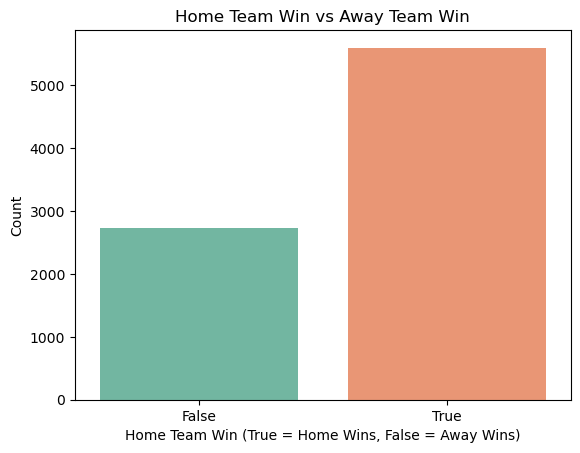 Home Team Win vs Away Team Win
5000
4000
3000
2000
1000
0
Count
False
True
Home Team Win (True = Home Wins, False = Away Wins)